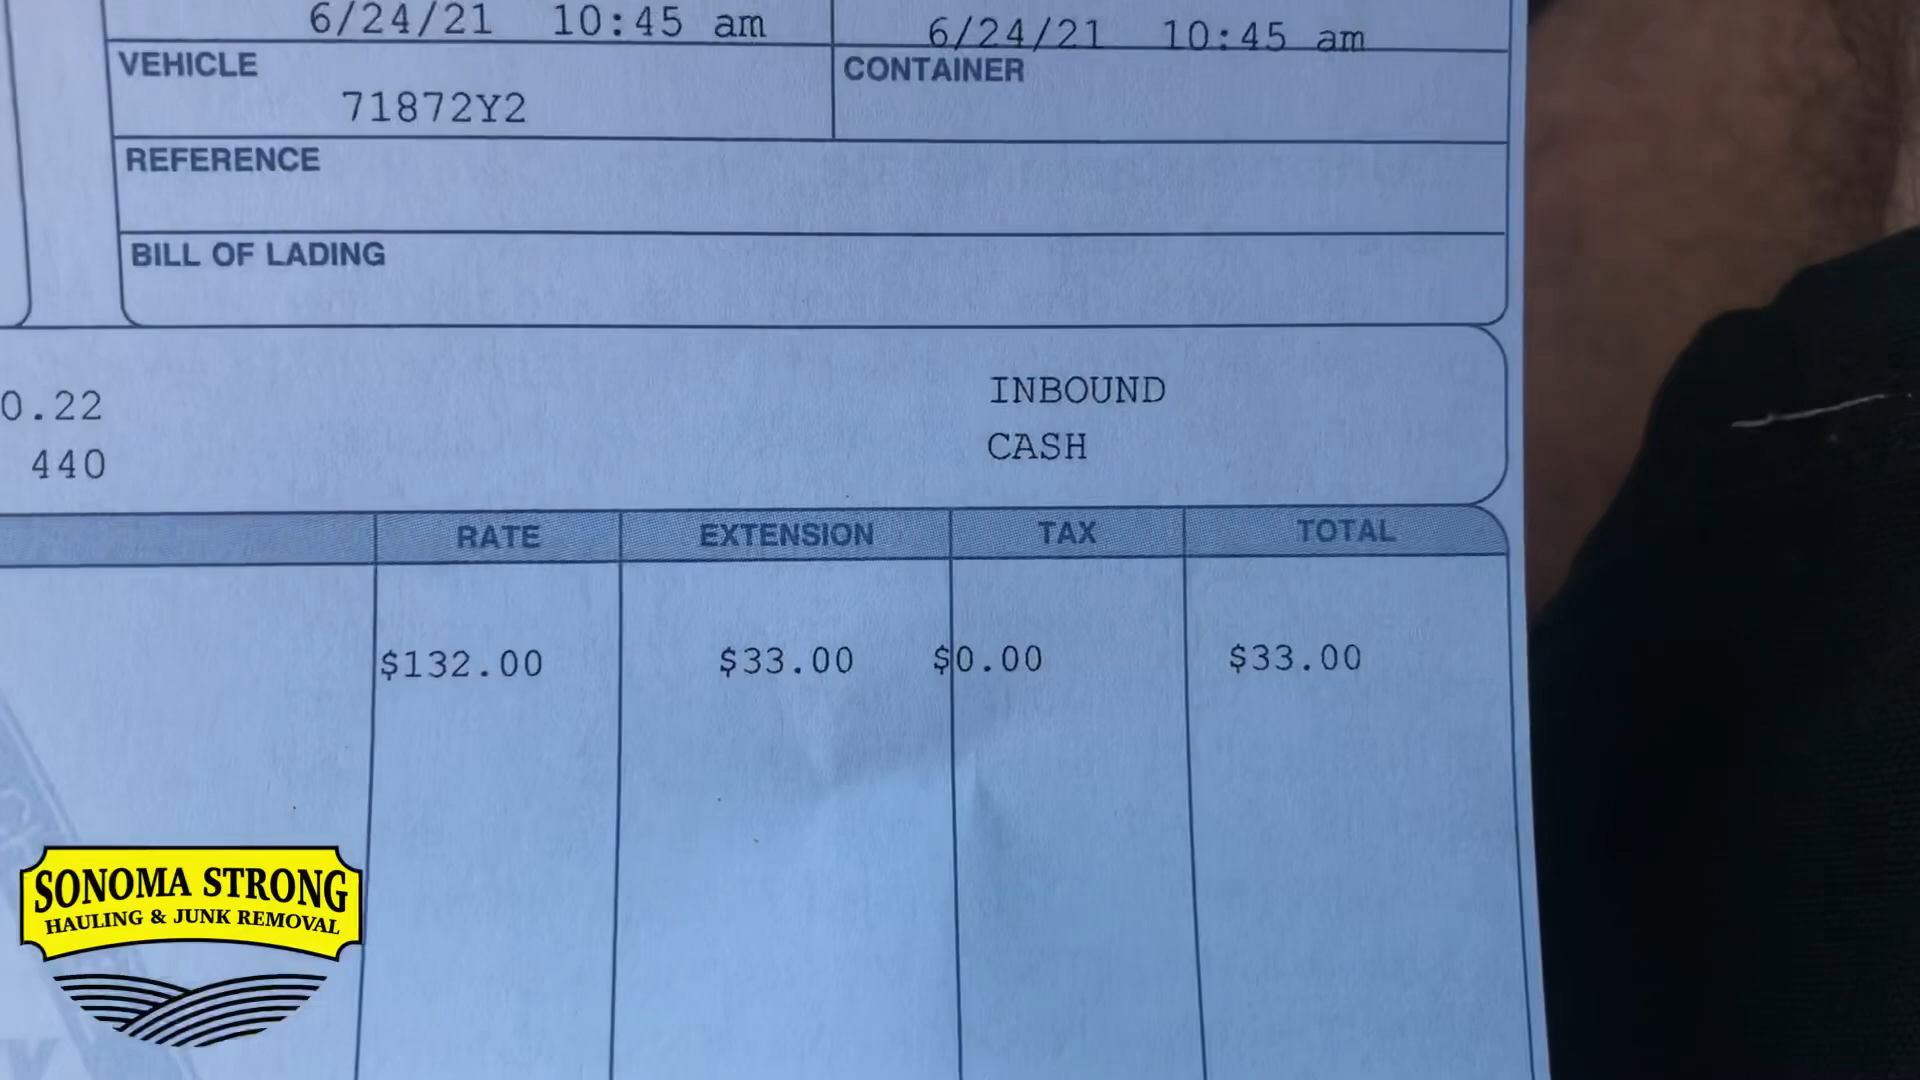 6/24/21 10:45 am
6/24/21 10:45 am
VEHICLE
71872Y2
CONTAINER
REFERENCE
BILL OF LADING
0.22
440
INBOUND
CASH
RATE EXTENSION TAX TOTAL
$132.00 $33.00 $0.00 $33.00
SONOMA STRONG
HAULING & JUNK REMOVAL